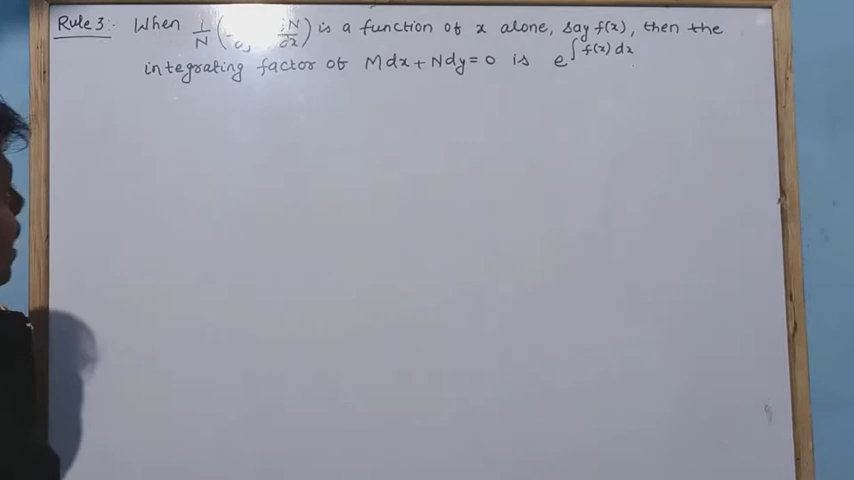 Rule 3:- When 1/N ( ∂N/∂x) is a function of x alone, say f(x), then the
integrating factor of Mdx + Ndy = 0 is e^∫f(x) dx